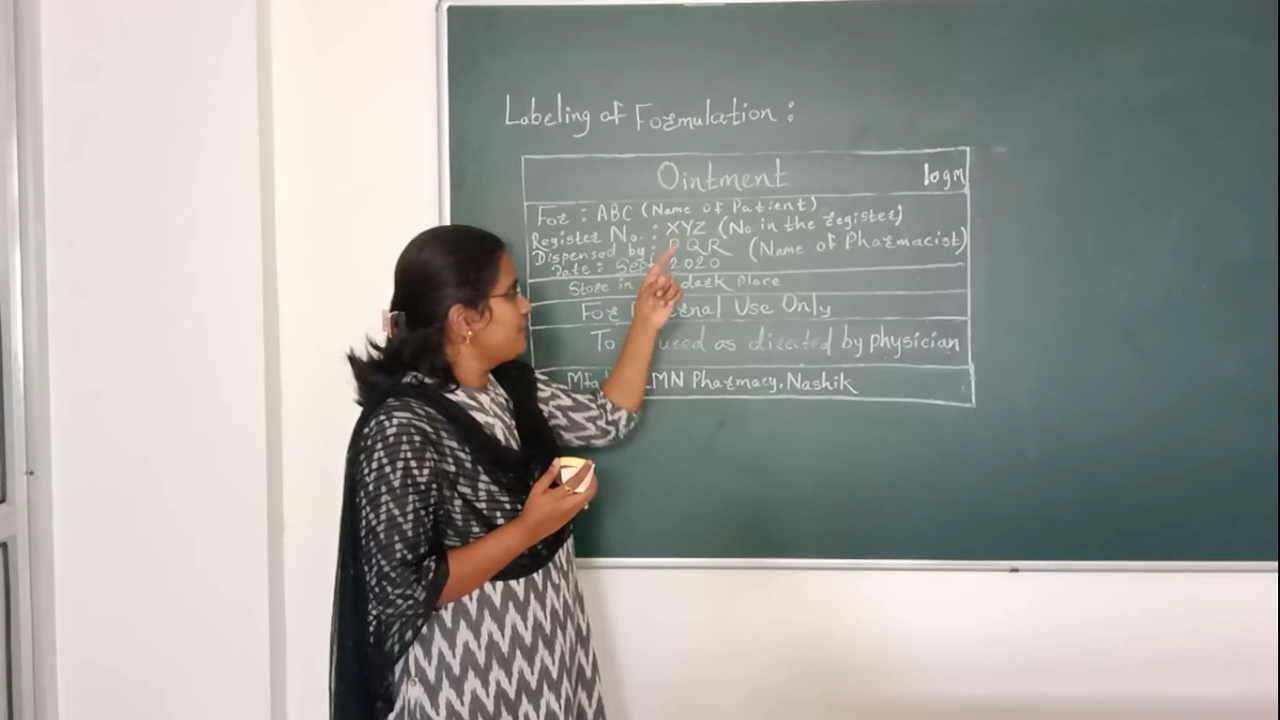 Labeling of Formulation :
Ointment 10gm
For : ABC (Name of Patient)
Register No. : XYZ (No in the register)
Dispensed by : PQR (Name of Pharmacist)
Date : Sept 2020
Store in dark place
For Use Only
To used as directed by physician
LMN Pharmacy, Nashik